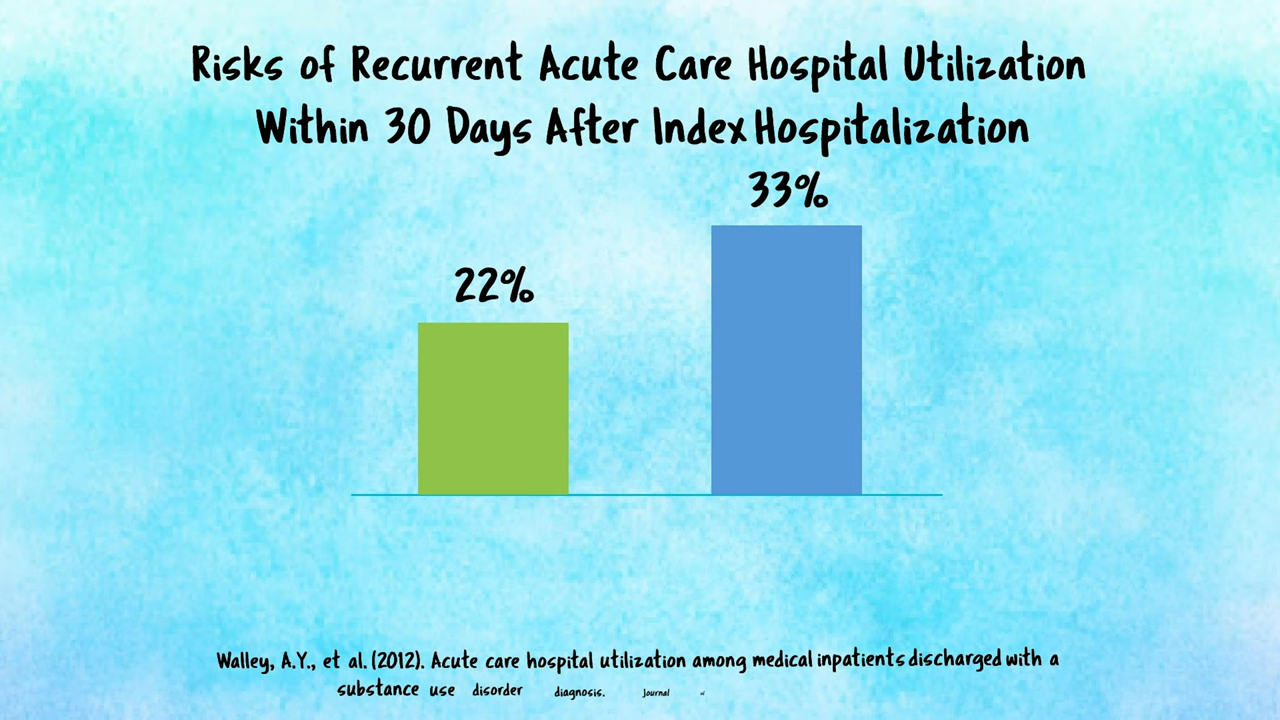 Risks of Recurrent Acute Care Hospital Utilization
Within 30 Days After Index Hospitalization
33%
22%
Walley, A.Y., et al. (2012). Acute care hospital utilization among medical inpatients discharged with a
substance use disorder diagnosis. Journal of